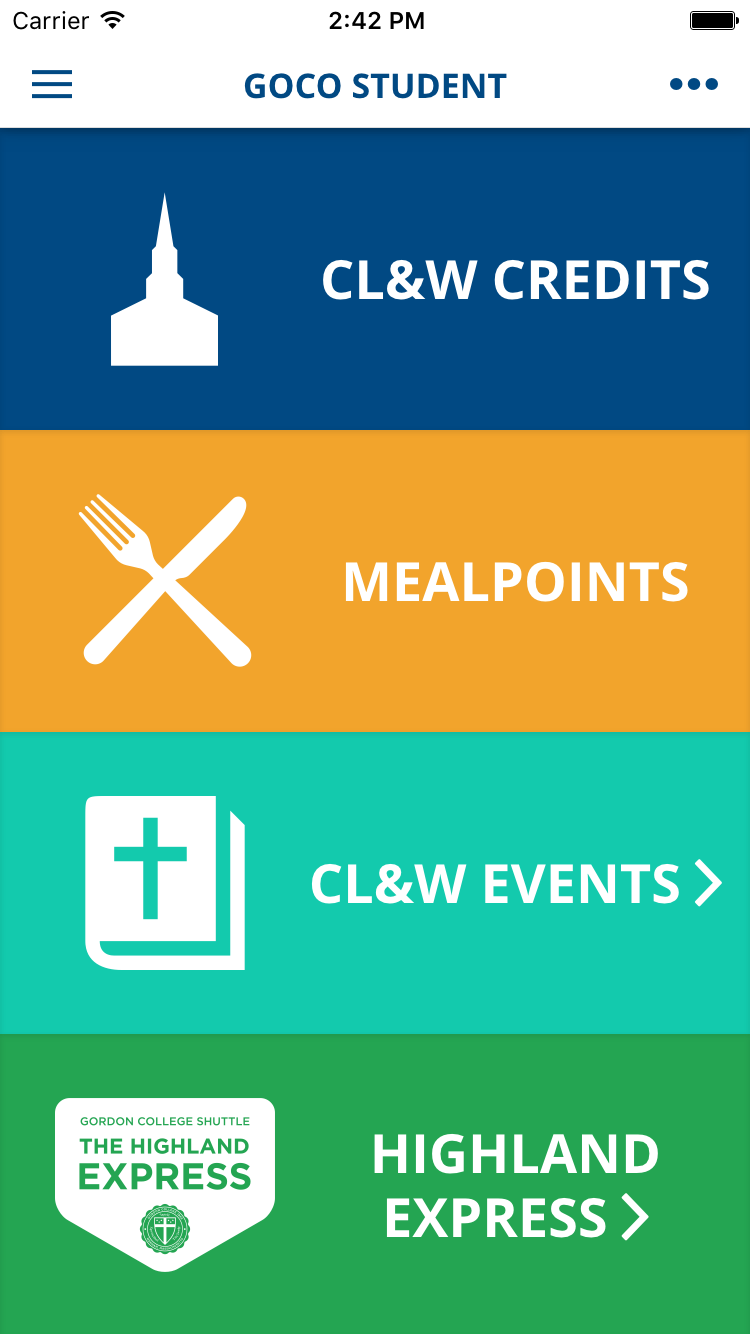 Carrier 2:42 PM
GOCO STUDENT
CL&W CREDITS
MEALPOINTS
CL&W EVENTS
GORDON COLLEGE SHUTTLE
THE HIGHLAND
EXPRESS
HIGHLAND
EXPRESS